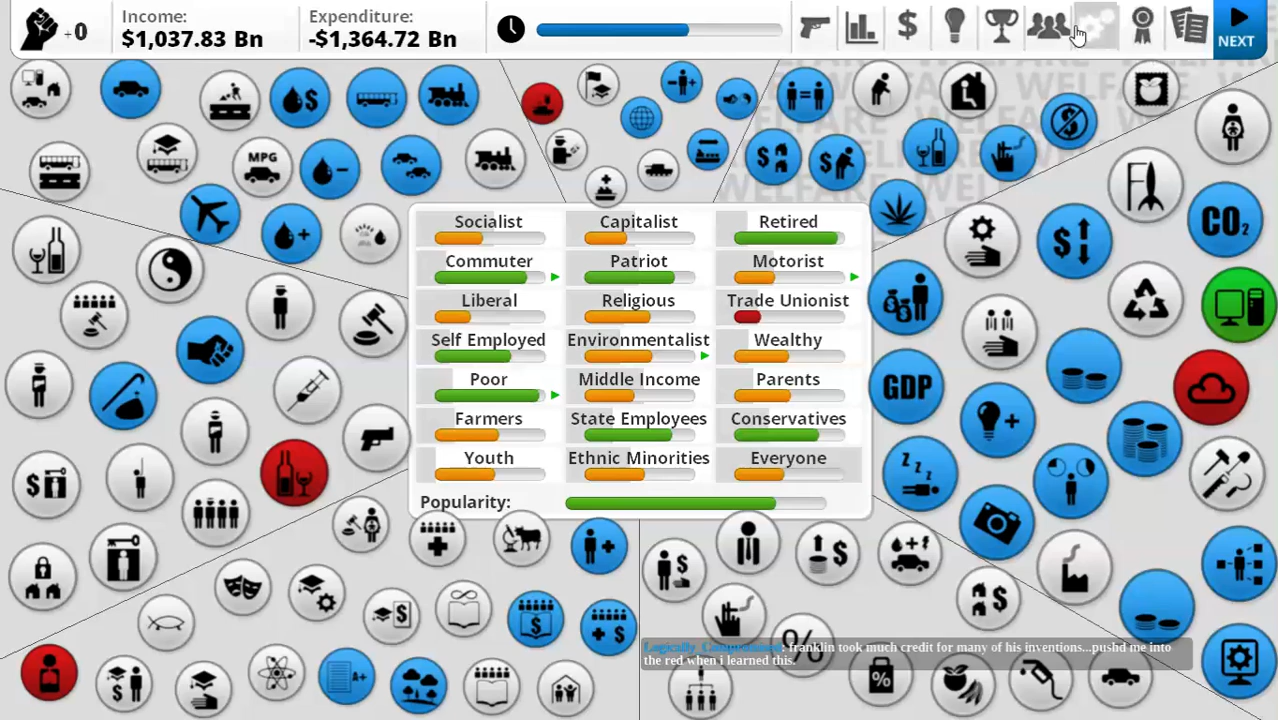 +0
Income:
$1,037.83 Bn
Expenditure:
-$1,364.72 Bn
NEXT
WELFARE
MPG
CO₂
GDP
A+
Socialist
Capitalist
Retired
Commuter
Patriot
Motorist
Liberal
Religious
Trade Unionist
Self Employed
Environmentalist
Wealthy
Poor
Middle Income
Parents
Farmers
State Employees
Conservatives
Youth
Ethnic Minorities
Everyone
Popularity:
franklin took much credit for many of his inventions...pushd me into
the red when i learned this.